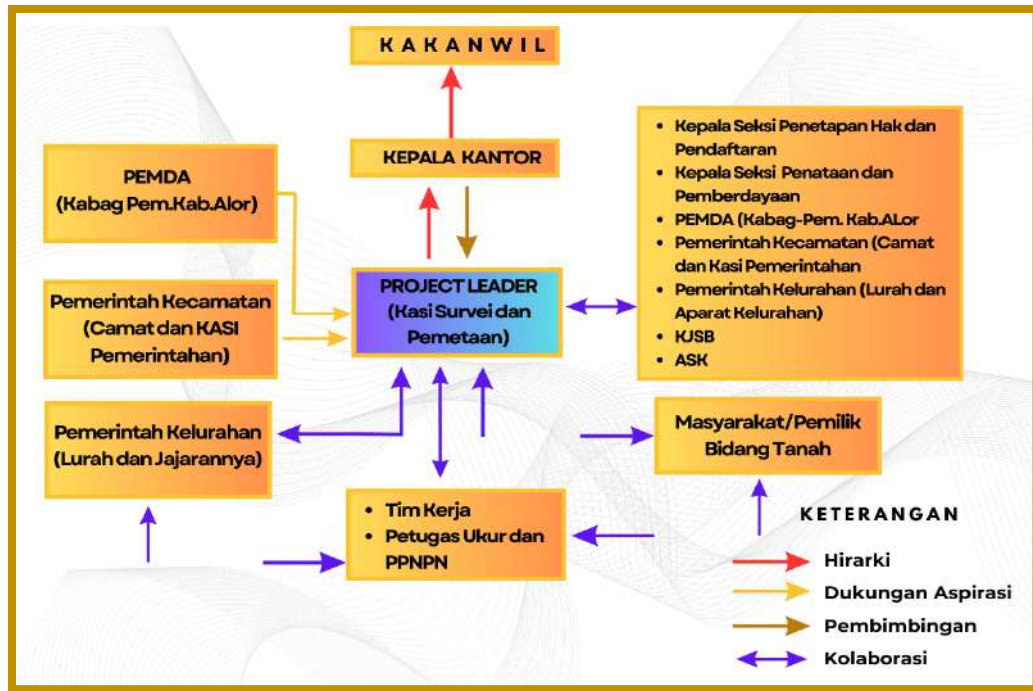 KAKANWIL
KEPALA KANTOR
PEMDA
(Kabag Pem.Kab.Alor)
Pemerintah Kecamatan
(Camat dan KASI
Pemerintahan)
PROJECT LEADER
(Kasi Survei dan
Pemetaan)
• Kepala Seksi Penetapan Hak dan
Pendaftaran
• Kepala Seksi Penataan dan
Pemberdayaan
• PEMDA (Kabag-Pem. Kab.ALor
• Pemerintah Kecamatan (Camat
dan Kasi Pemerintahan
• Pemerintah Kelurahan (Lurah dan
Aparat Kelurahan)
• KJSB
• ASK
Pemerintah Kelurahan
(Lurah dan Jajarannya)
Masyarakat/Pemilik
Bidang Tanah
• Tim Kerja
• Petugas Ukur dan
PPNPN
KETERANGAN
Hirarki
Dukungan Aspirasi
Pembimbingan
Kolaborasi